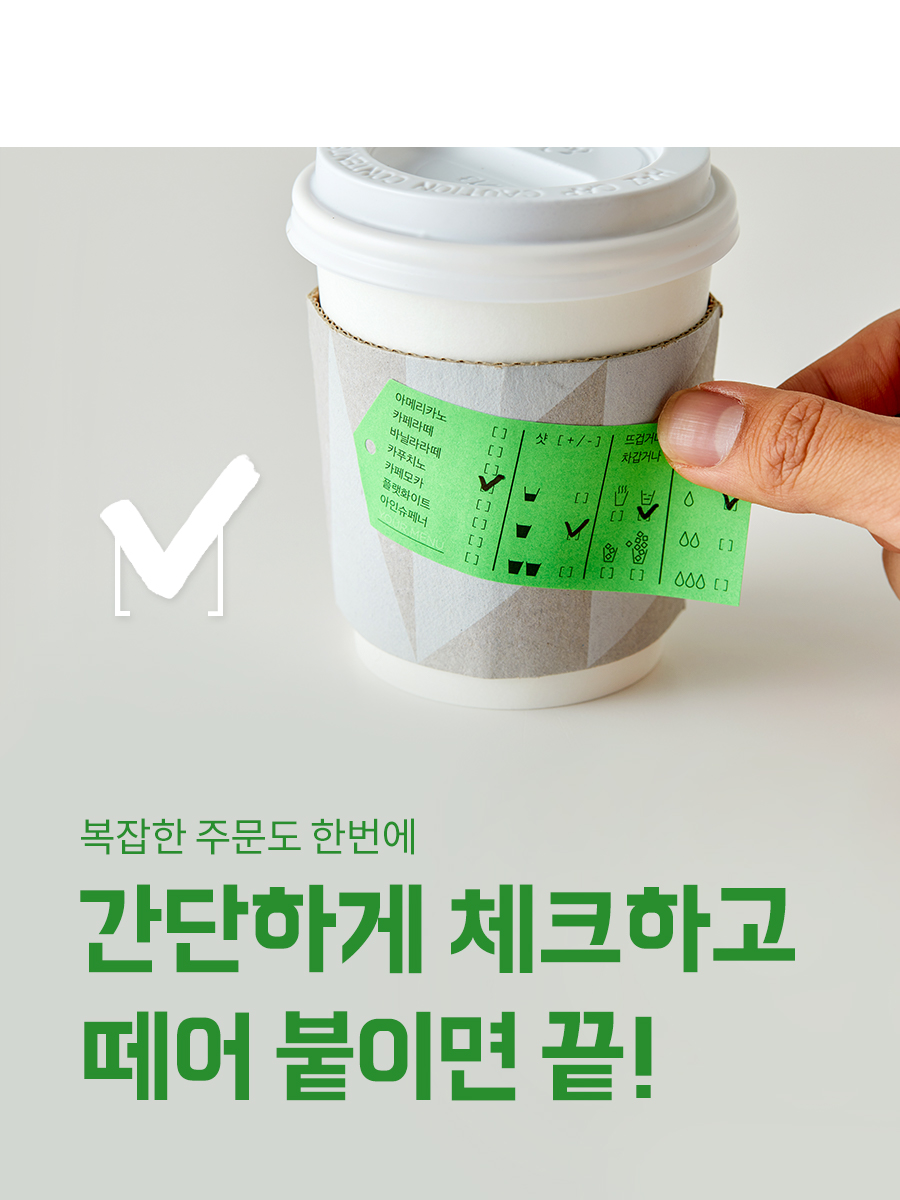 CAUTION
아메리카노
카페라떼
바닐라라떼
카푸치노
카페모카
플랫화이트
아인슈페너
MENU
샷 [+/-]
뜨겁거나
차갑거나
복잡한 주문도 한번에
간단하게 체크하고
떼어 붙이면 끝!